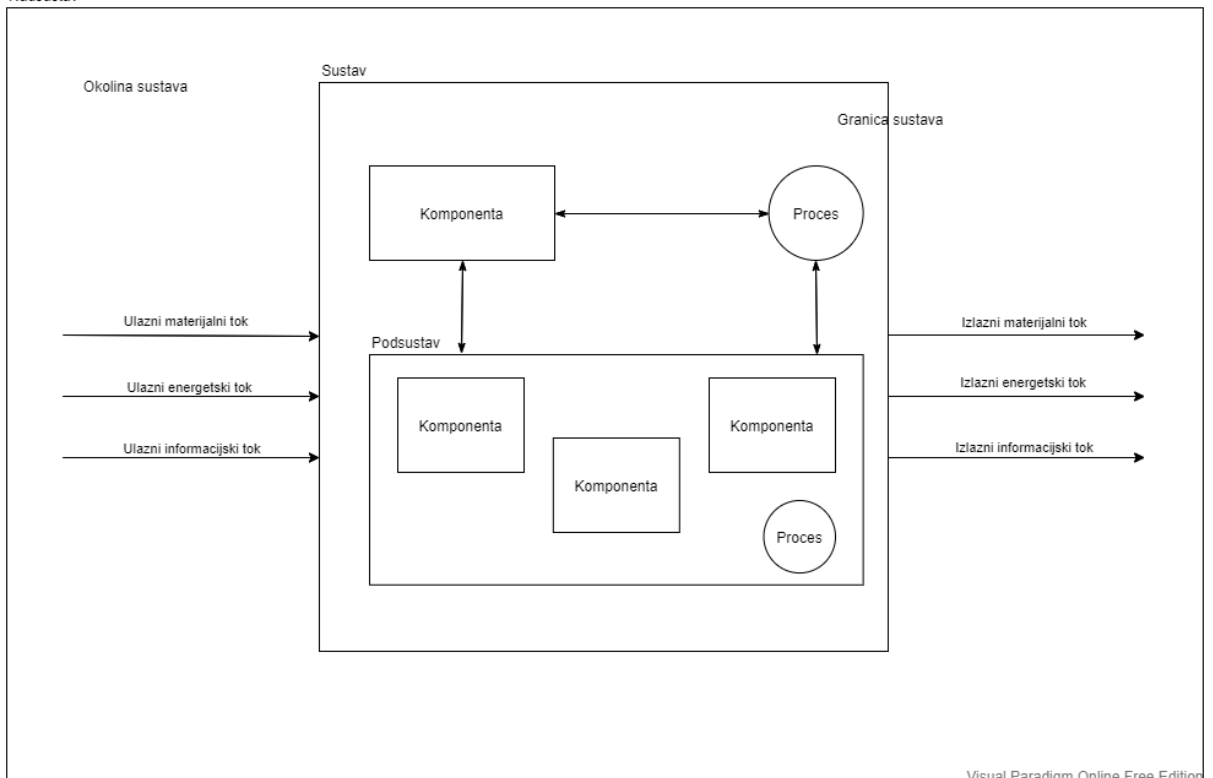 Sustav
Okolina sustava
Granica sustava
Komponenta
Proces
Ulazni materijalni tok
Izlazni materijalni tok
Podsustav
Ulazni energetski tok
Izlazni energetski tok
Komponenta
Komponenta
Ulazni informacijski tok
Izlazni informacijski tok
Komponenta
Proces
Visual Paradigm Online Free Edition